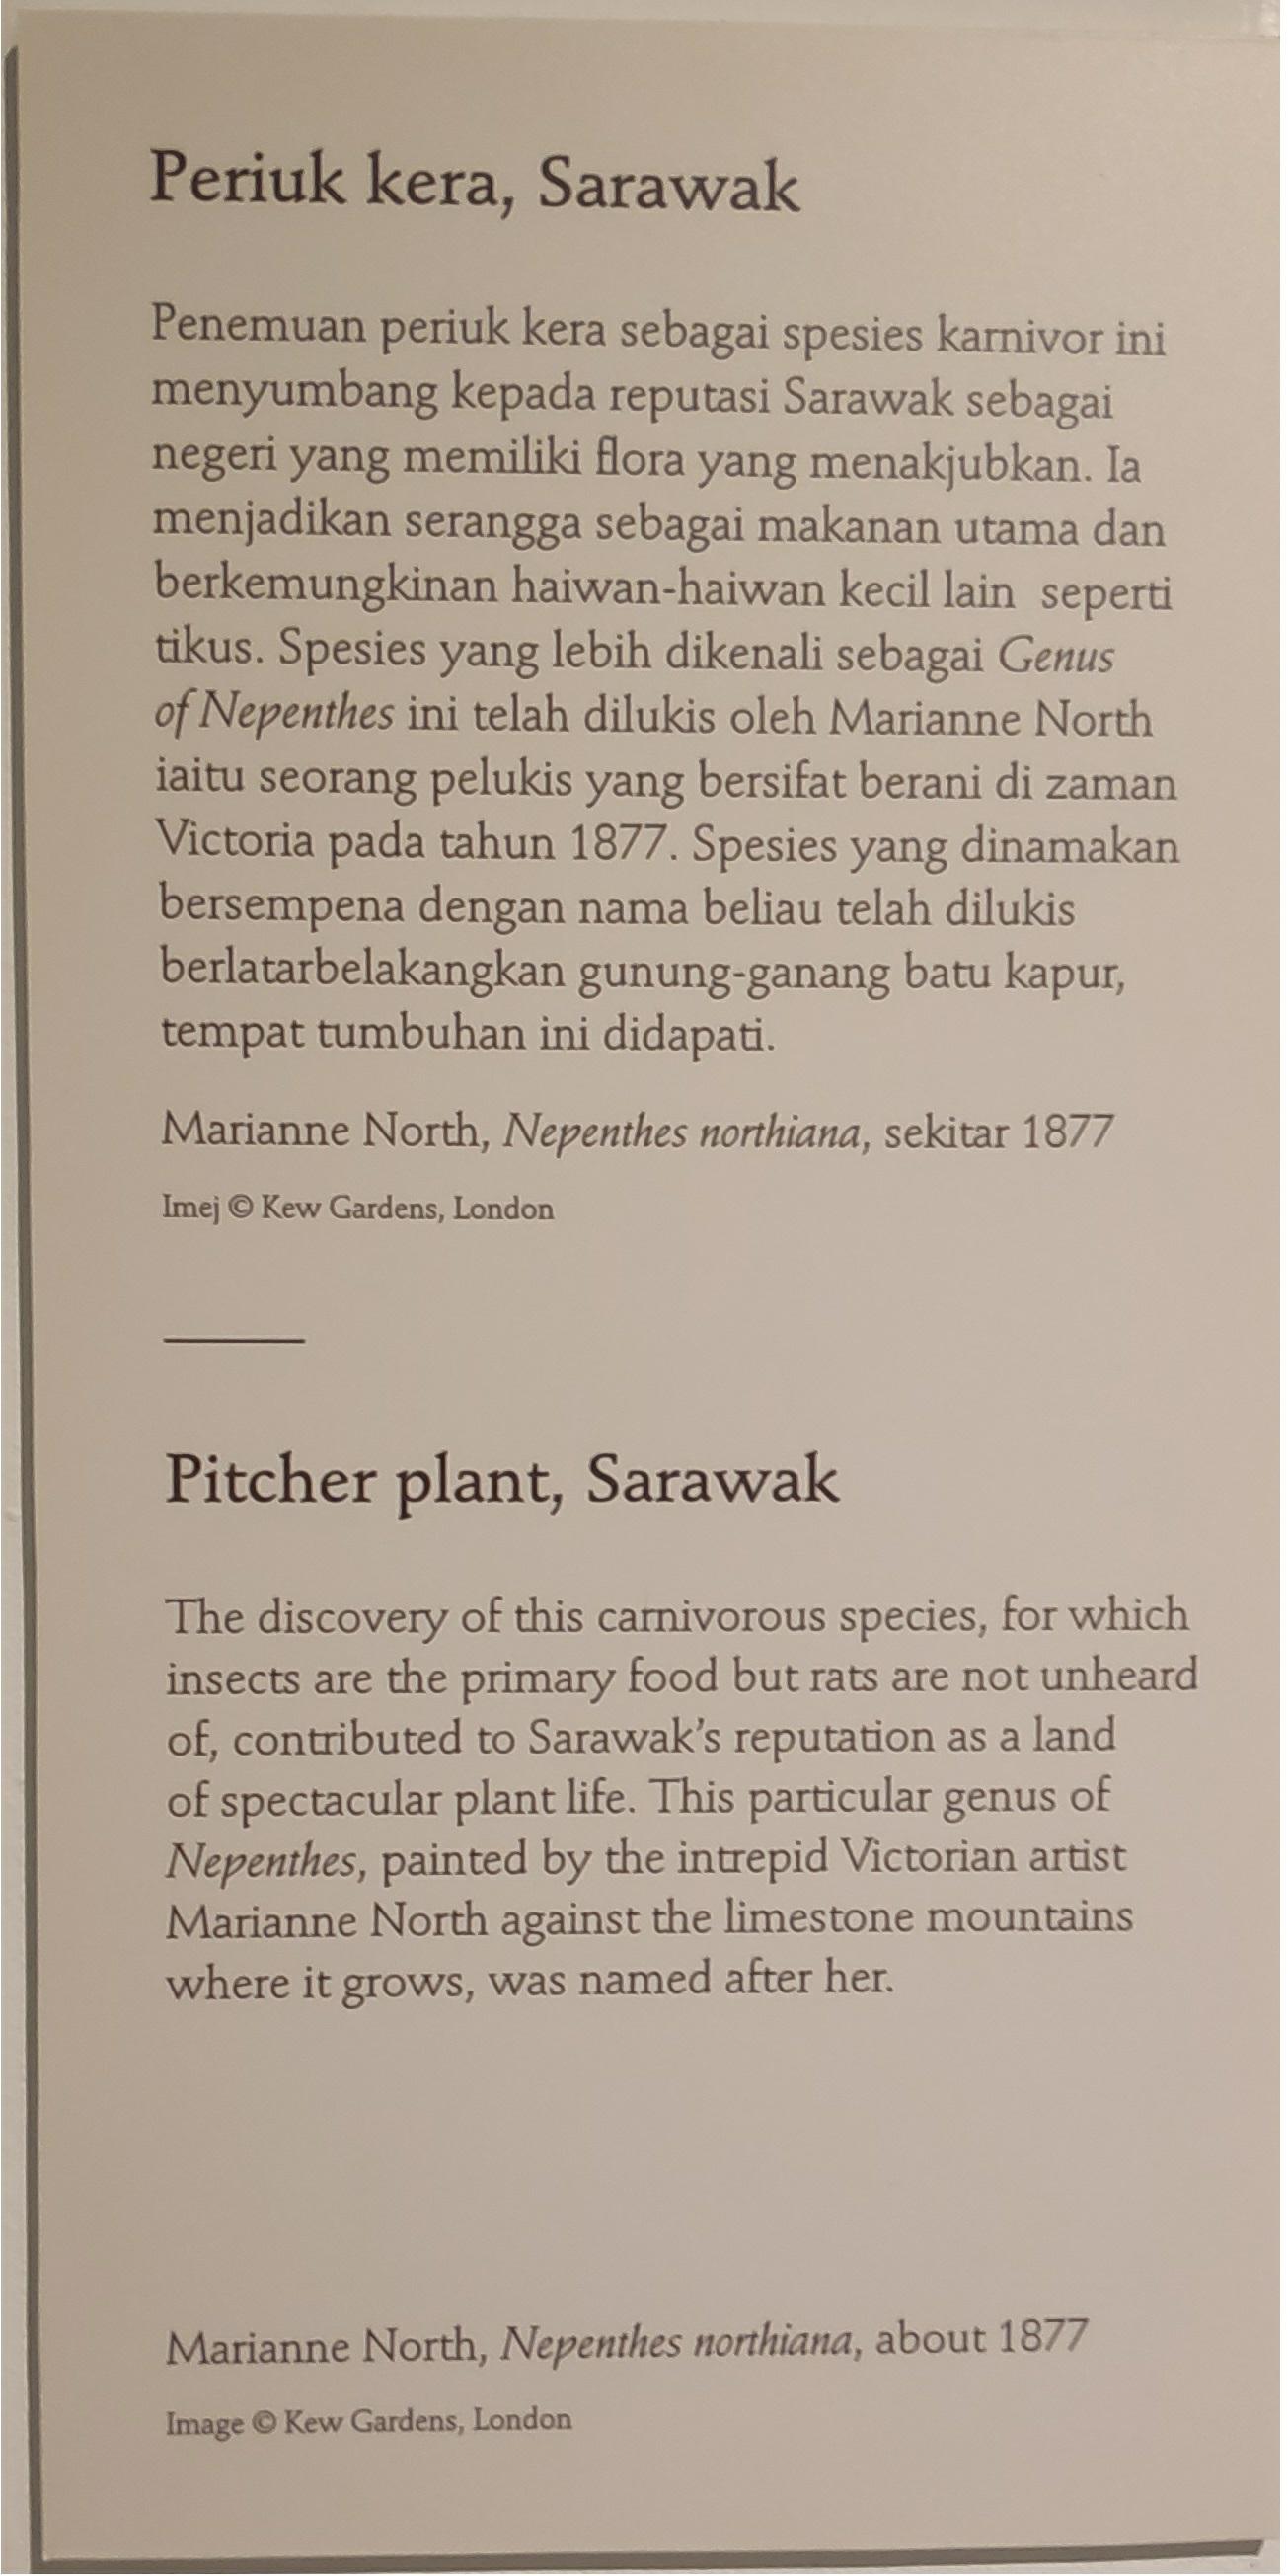 Periuk kera, Sarawak
Penemuan periuk kera sebagai spesies karnivor ini
menyumbang kepada reputasi Sarawak sebagai
negeri yang memiliki flora yang menakjubkan. Ia
menjadikan serangga sebagai makanan utama dan
berkemungkinan haiwan-haiwan kecil lain  seperti
tikus. Spesies yang lebih dikenali sebagai Genus
of Nepenthes ini telah dilukis oleh Marianne North
iaitu seorang pelukis yang bersifat berani di zaman
Victoria pada tahun 1877. Spesies yang dinamakan
bersempena dengan nama beliau telah dilukis
berlatarbelakangkan gunung-ganang batu kapur,
tempat tumbuhan ini didapati.
Marianne North, Nepenthes northiana, sekitar 1877
Imej © Kew Gardens, London
Pitcher plant, Sarawak
The discovery of this carnivorous species, for which
insects are the primary food but rats are not unheard
of, contributed to Sarawak’s reputation as a land
of spectacular plant life. This particular genus of
Nepenthes, painted by the intrepid Victorian artist
Marianne North against the limestone mountains
where it grows, was named after her.
Marianne North, Nepenthes northiana, about 1877
Image © Kew Gardens, London